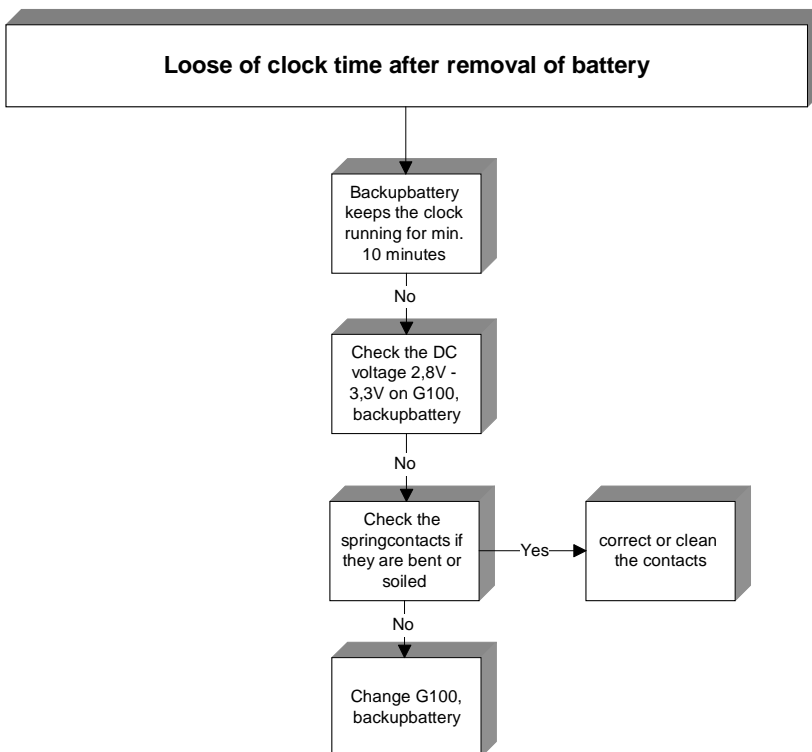 Loose of clock time after removal of battery
Backupbattery
keeps the clock
running for min.
10 minutes
No
Check the DC
voltage 2,8V -
3,3V on G100,
backupbattery
No
Check the
springcontacts if
they are bent or
soiled
Yes
correct or clean
the contacts
No
Change G100,
backupbattery